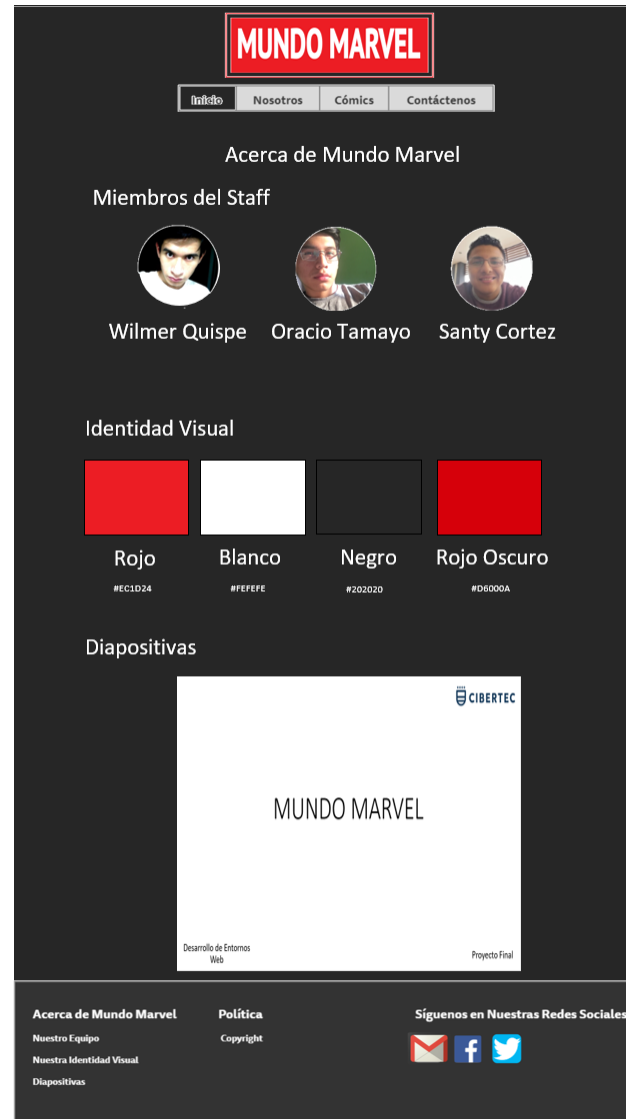 MUNDO MARVEL
Inicio Nosotros Cómics Contáctenos
Acerca de Mundo Marvel
Miembros del Staff
Wilmer Quispe Oracio Tamayo Santy Cortez
Identidad Visual
Rojo Blanco Negro Rojo Oscuro
#EC1D24 #FEFEFE #202020 #D6000A
Diapositivas
CIBERTEC
MUNDO MARVEL
Desarrollo de Entornos
Web
Proyecto Final
Acerca de Mundo Marvel Política Síguenos en Nuestras Redes Sociales
Nuestro Equipo Copyright
Nuestra Identidad Visual
Diapositivas